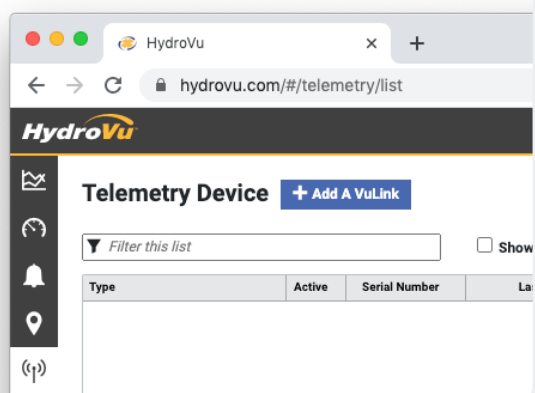 HydroVu
hydrovu.com/#/telemetry/list
HydroVu
Telemetry Device + Add A VuLink
Filter this list Show
Type Active Serial Number